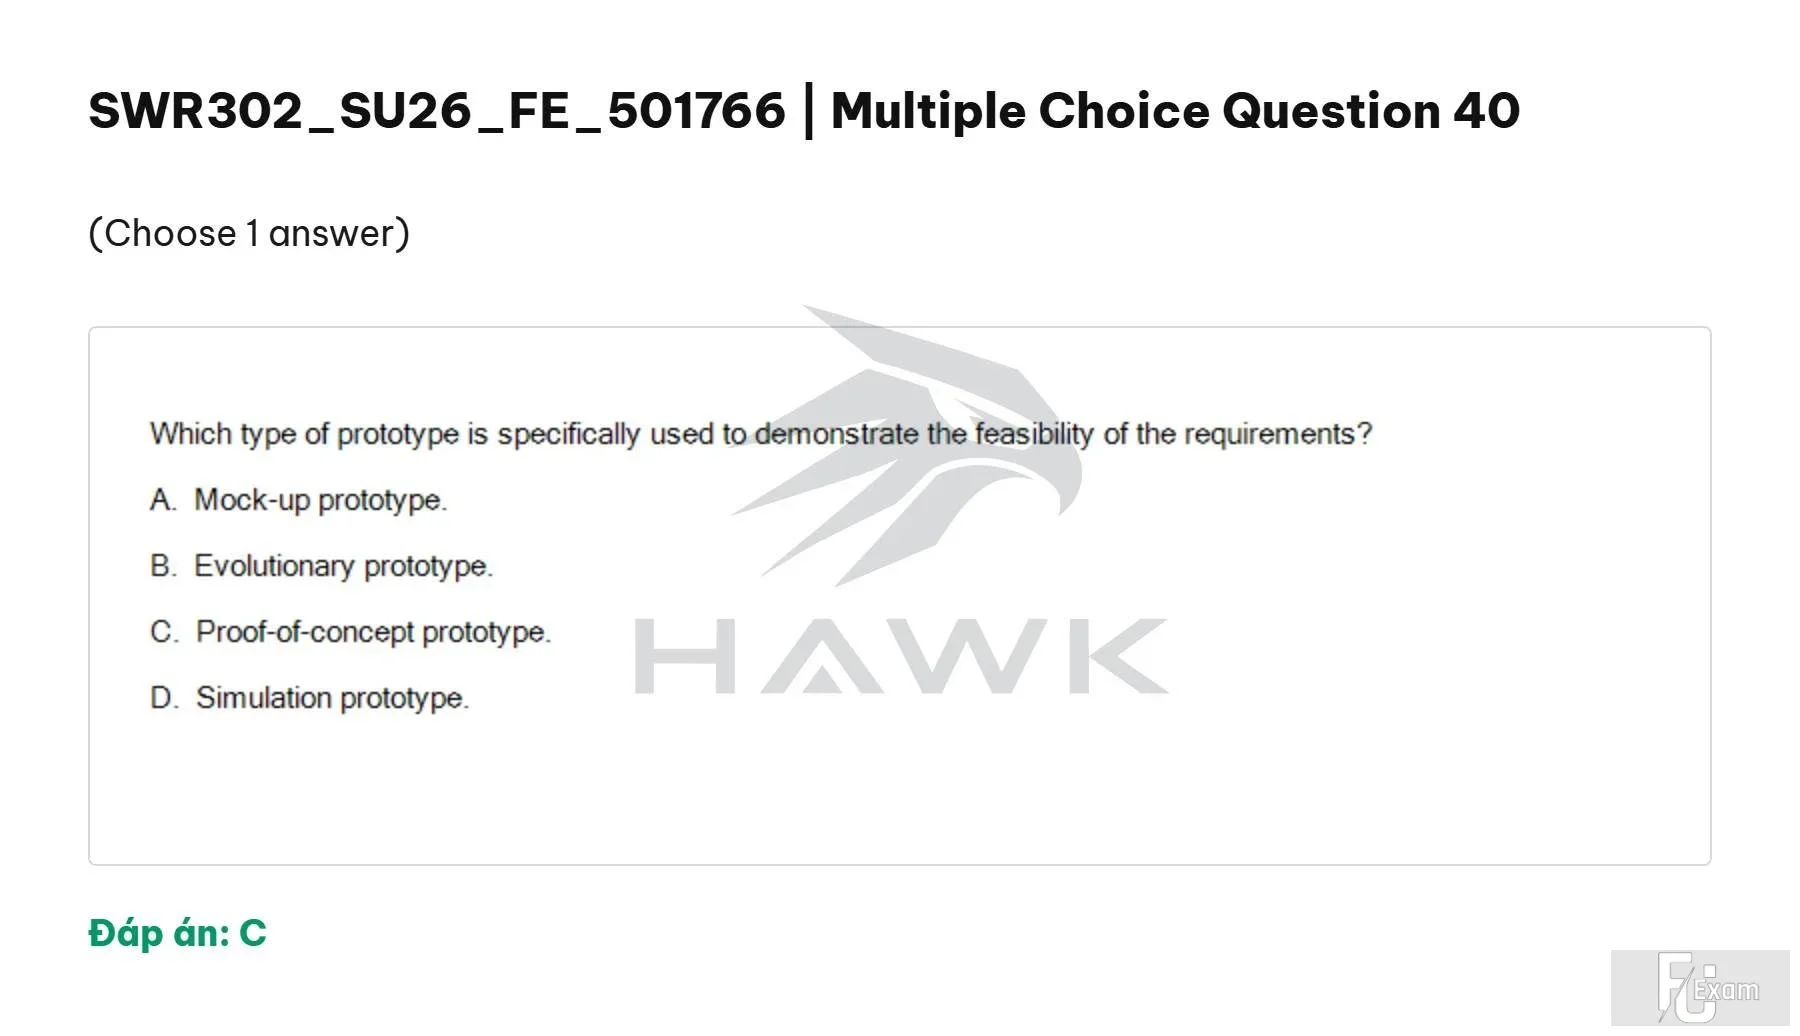 SWR302_SU26_FE_501766 | Multiple Choice Question 40
(Choose 1 answer)
Which type of prototype is specifically used to demonstrate the feasibility of the requirements?
A. Mock-up prototype.
B. Evolutionary prototype.
C. Proof-of-concept prototype.
D. Simulation prototype.
HAWK
Đáp án: C
FU Exam